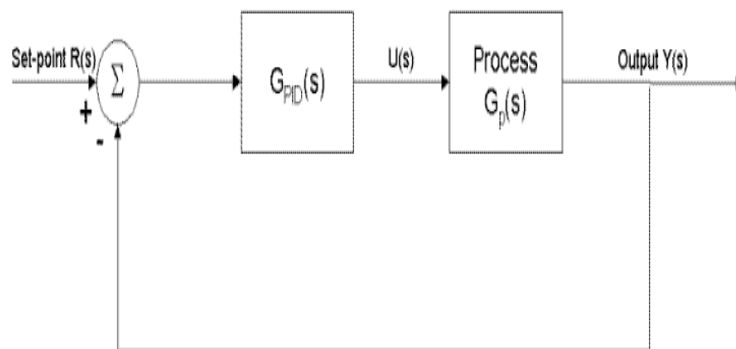 Set-point R(s)
+
-
Σ
G_PID(s)
U(s)
Process
G_p(s)
Output Y(s)